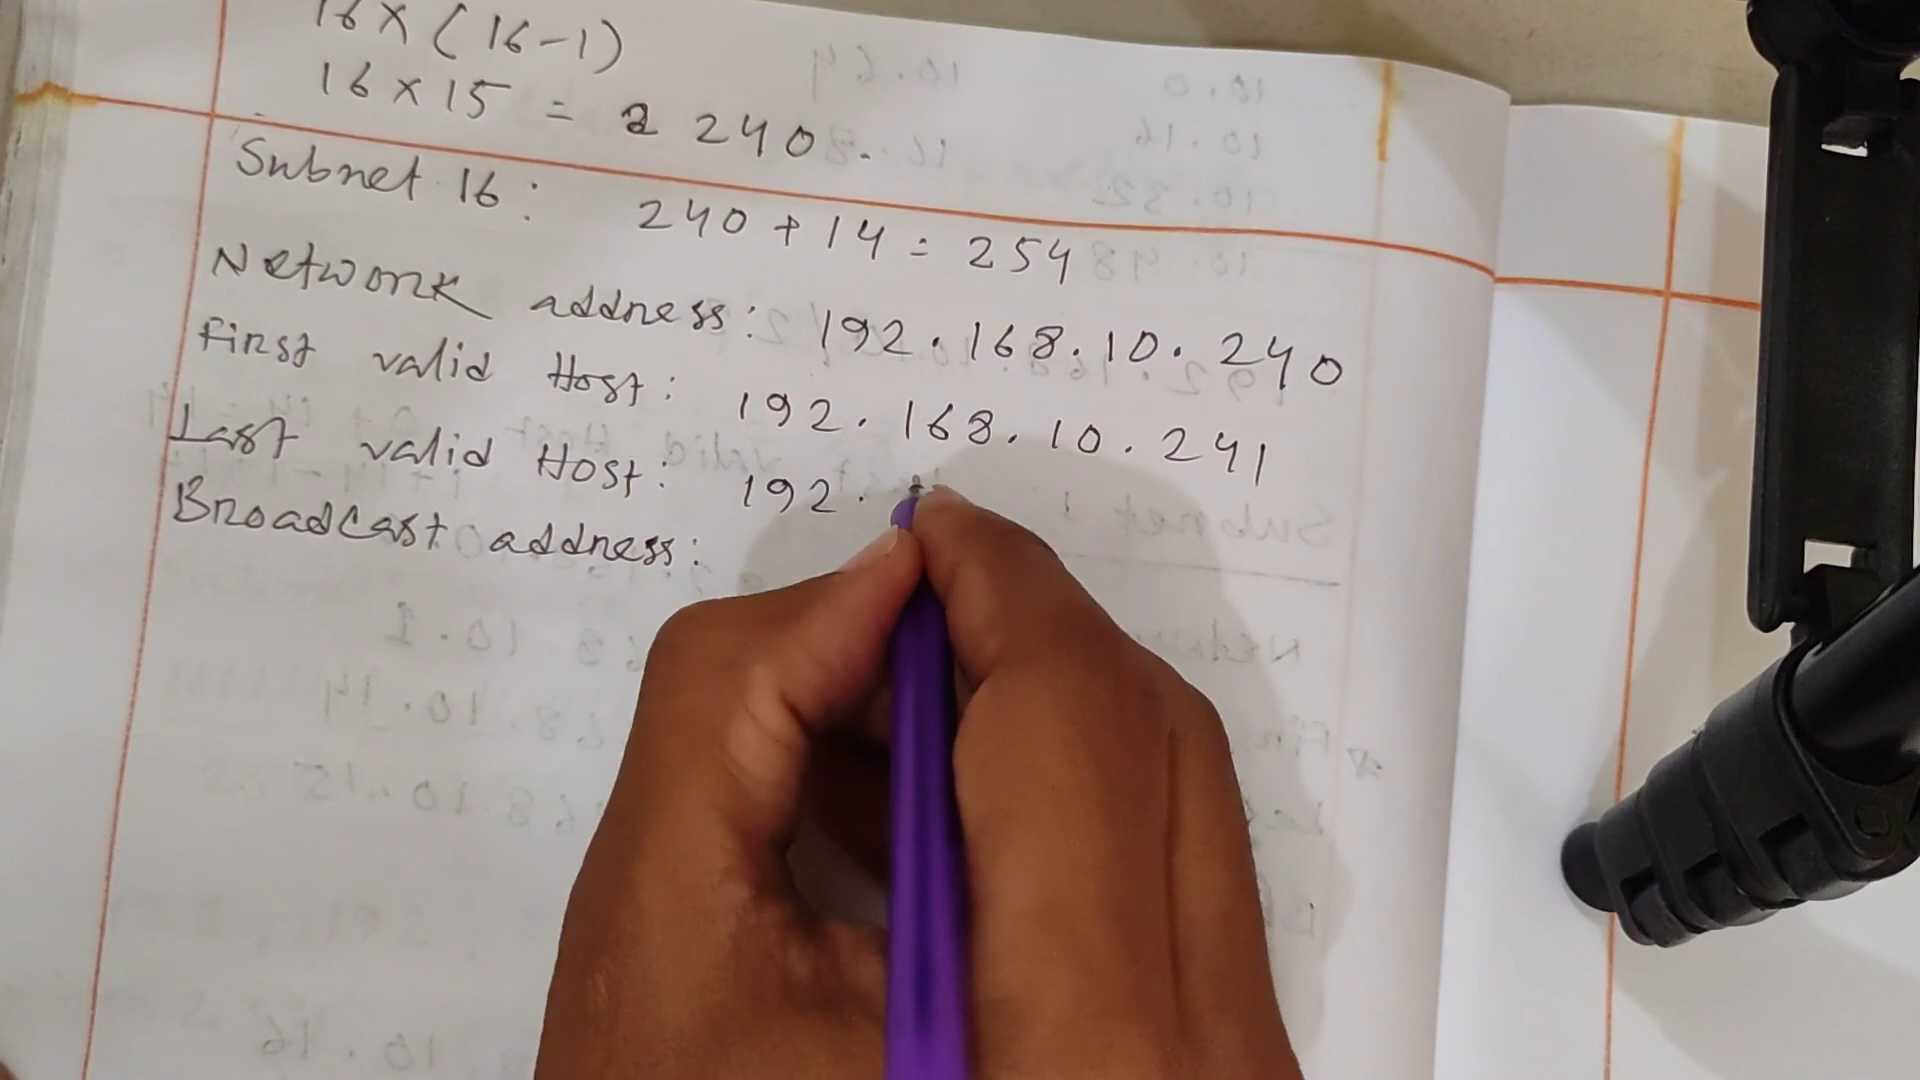 16 × (16-1)
16 × 15 = 240.
Subnet 16: 240 + 14 = 254
Network address: 192.168.10.240
First valid Host: 192.168.10.241
Last valid Host: 192.
Broadcast address: